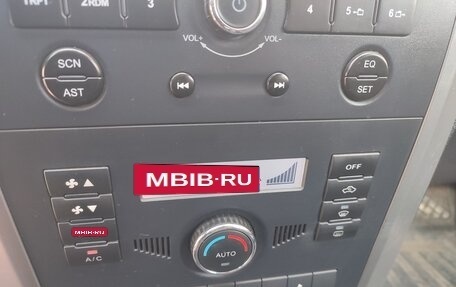 TRPT 2RDM 3 4 5 6
VOL+ VOL-
SCN EQ
AST SET
MBIB-RU OFF
MBIB-RU
A/C AUTO